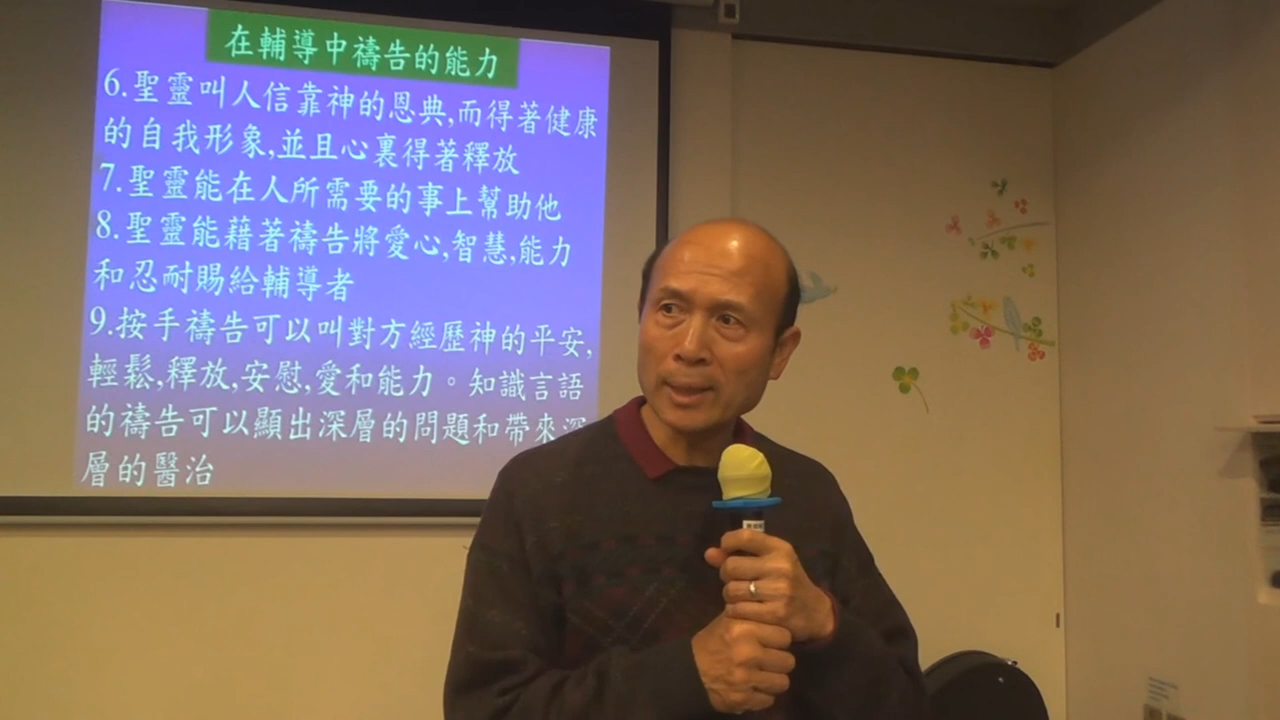 在輔導中禱告的能力
6.聖靈叫人信靠神的恩典,而得著健康
的自我形象,並且心裏得著釋放
7.聖靈能在人所需要的事上幫助他
8.聖靈能藉著禱告將愛心,智慧,能力
和忍耐賜給輔導者
9.按手禱告可以叫對方經歷神的平安,
輕鬆,釋放,安慰,愛和能力。知識言語
的禱告可以顯出深層的問題和帶來深
層的醫治